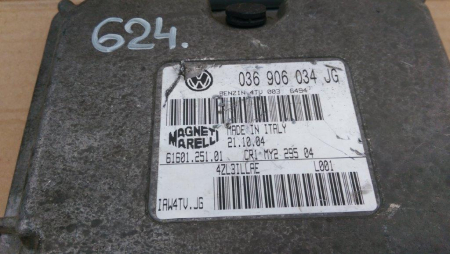 624.
036 906 034 JG
BENZIN 4TV 003 6494
MAGNETI MARELLI
MADE IN ITALY
21.10.04
61601.251.01 CR1 MY2 295 04
4ZL3ILLAE L001
IAW4TV.JG